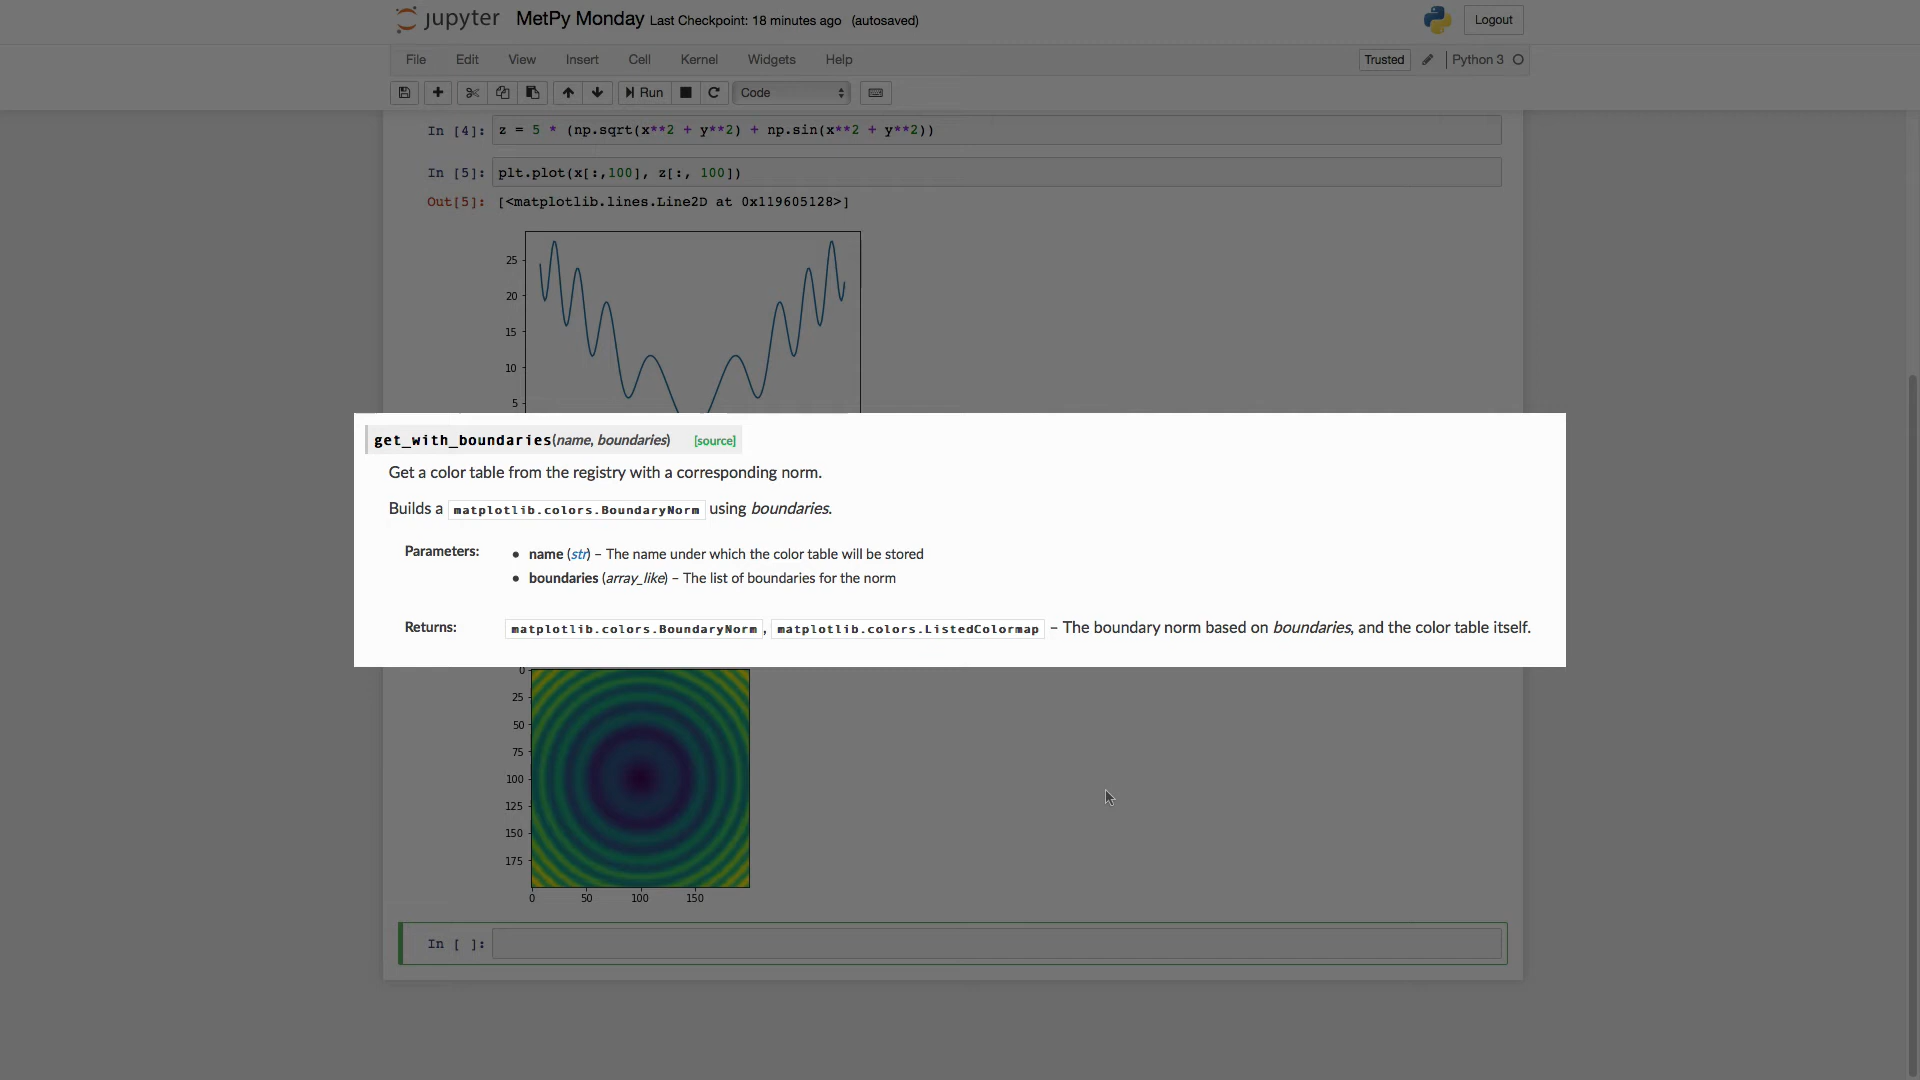 jupyter MetPy Monday Last Checkpoint: 18 minutes ago (autosaved) Logout
File Edit View Insert Cell Kernel Widgets Help Trusted Python 3
Run Code
In [4]: z = 5 * (np.sqrt(x**2 + y**2) + np.sin(x**2 + y**2))
In [5]: plt.plot(x[:,100], z[:, 100])
Out[5]: [<matplotlib.lines.Line2D at 0x119605128>]
25
20
15
10
5
get_with_boundaries(name, boundaries) [source]
Get a color table from the registry with a corresponding norm.
Builds a matplotlib.colors.BoundaryNorm using boundaries.
Parameters: • name (str) – The name under which the color table will be stored
• boundaries (array_like) – The list of boundaries for the norm
Returns: matplotlib.colors.BoundaryNorm, matplotlib.colors.ListedColormap – The boundary norm based on boundaries, and the color table itself.
0
25
50
75
100
125
150
175
0 50 100 150
In [ ]: